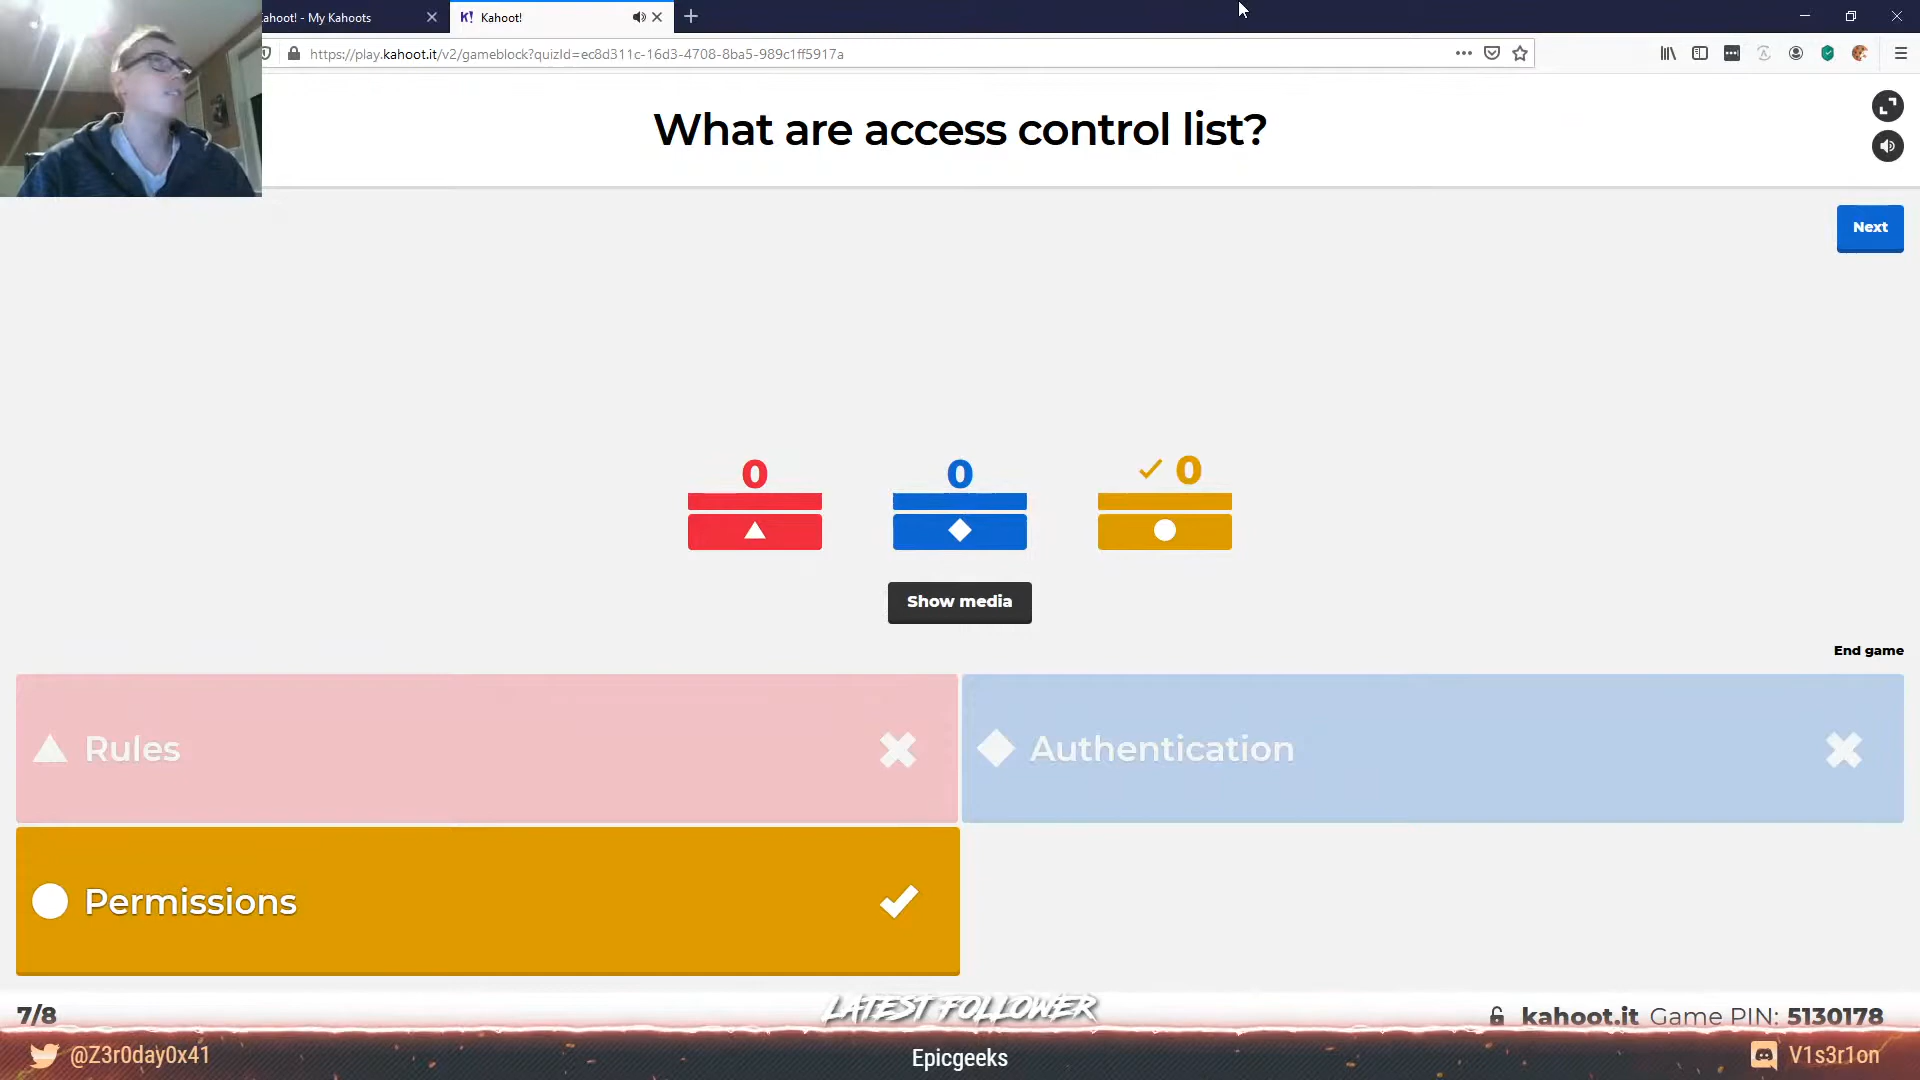 Kahoot! - My Kahoots
K! Kahoot!
https://play.kahoot.it/v2/gameblock?quizId=ec8d311c-16d3-4708-8ba5-989c1ff5917a
What are access control list?
Next
0 0 0
Show media
End game
Rules
Authentication
Permissions
7/8
LATEST FOLLOWER
kahoot.it Game PIN: 5130178
@Z3r0day0x41
Epicgeeks
V1s3r1on